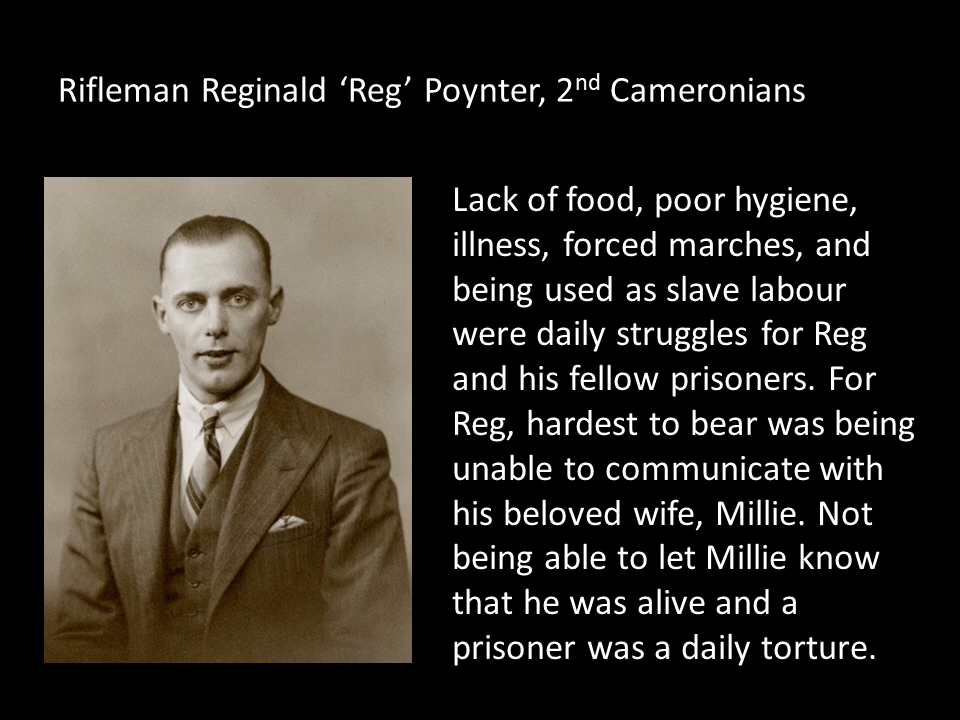 Rifleman Reginald ‘Reg’ Poynter, 2nd Cameronians
Lack of food, poor hygiene,
illness, forced marches, and
being used as slave labour
were daily struggles for Reg
and his fellow prisoners. For
Reg, hardest to bear was being
unable to communicate with
his beloved wife, Millie. Not
being able to let Millie know
that he was alive and a
prisoner was a daily torture.